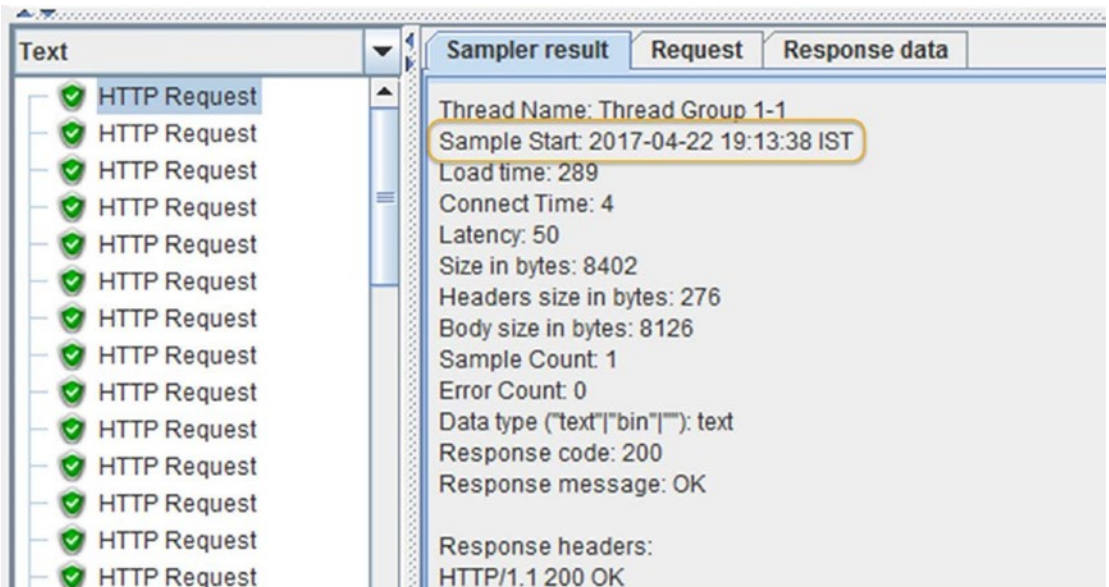 Text
HTTP Request
HTTP Request
HTTP Request
HTTP Request
HTTP Request
HTTP Request
HTTP Request
HTTP Request
HTTP Request
HTTP Request
HTTP Request
HTTP Request
HTTP Request
HTTP Request
Sampler result Request Response data
Thread Name: Thread Group 1-1
Sample Start: 2017-04-22 19:13:38 IST
Load time: 289
Connect Time: 4
Latency: 50
Size in bytes: 8402
Headers size in bytes: 276
Body size in bytes: 8126
Sample Count: 1
Error Count: 0
Data type ("text"|"bin"|""): text
Response code: 200
Response message: OK
Response headers:
HTTP/1.1 200 OK